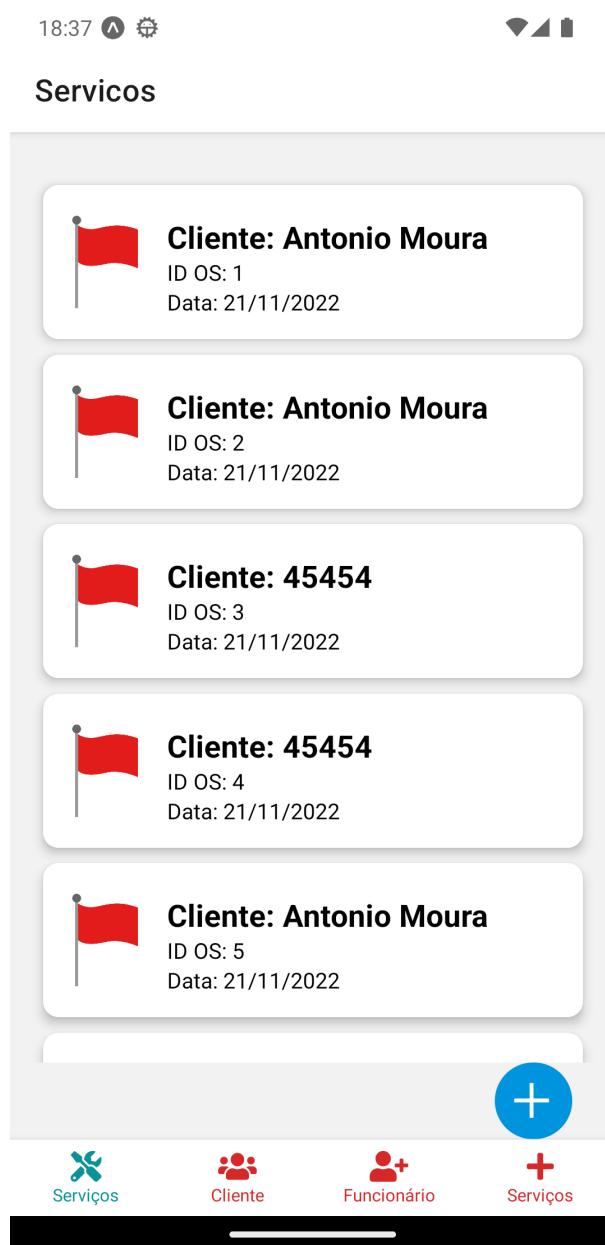 18:37
Servicos
Cliente: Antonio Moura
ID OS: 1
Data: 21/11/2022
Cliente: Antonio Moura
ID OS: 2
Data: 21/11/2022
Cliente: 45454
ID OS: 3
Data: 21/11/2022
Cliente: 45454
ID OS: 4
Data: 21/11/2022
Cliente: Antonio Moura
ID OS: 5
Data: 21/11/2022
Serviços Cliente Funcionário Serviços